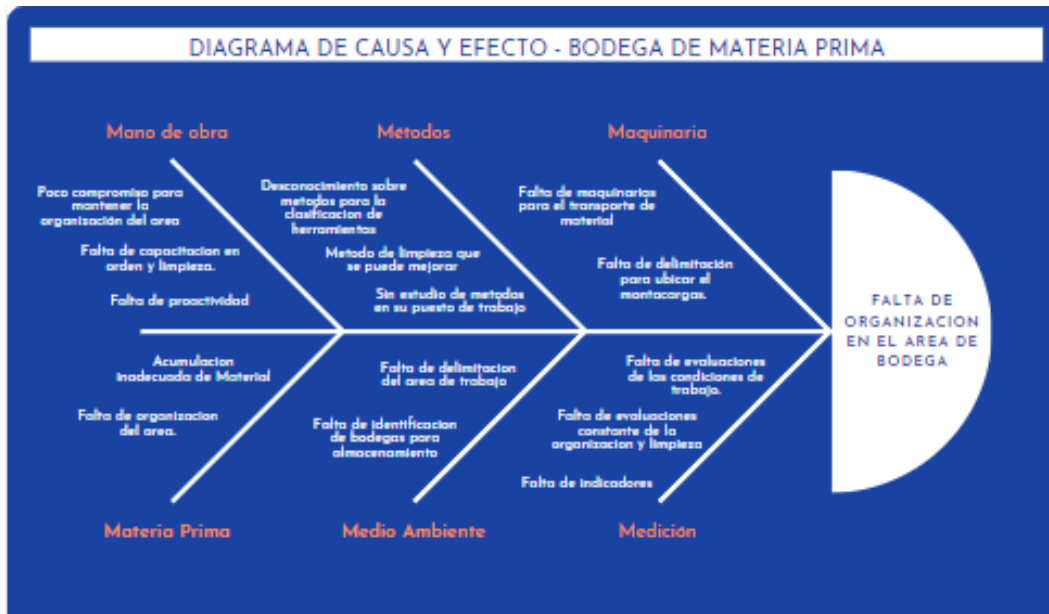 DIAGRAMA DE CAUSA Y EFECTO - BODEGA DE MATERIA PRIMA
Mano de obra
Poco compromiso para
mantener la
organización del area
Falta de capacitacion en
orden y limpieza.
Falta de proactividad
Métodos
Desconocimiento sobre
metodos para la
clasificacion de
herramientas
Metodo de limpieza que
se puede mejorar
Sin estudio de metodos
en su puesto de trabajo
Maquinaria
Falta de maquinarias
para el transporte de
material
Falta de delimitación
para ubicar el
montacargas.
FALTA DE
ORGANIZACION
EN EL AREA DE
BODEGA
Acumulacion
inadecuada de Material
Falta de organizacion
del area.
Materia Prima
Falta de delimitacion
del area de trabajo
Falta de identificacion
de bodegas para
almacenamiento
Medio Ambiente
Falta de evaluaciones
de las condiciones de
trabajo.
Falta de evaluaciones
constante de la
organizacion y limpieza
Falta de indicadores
Medición